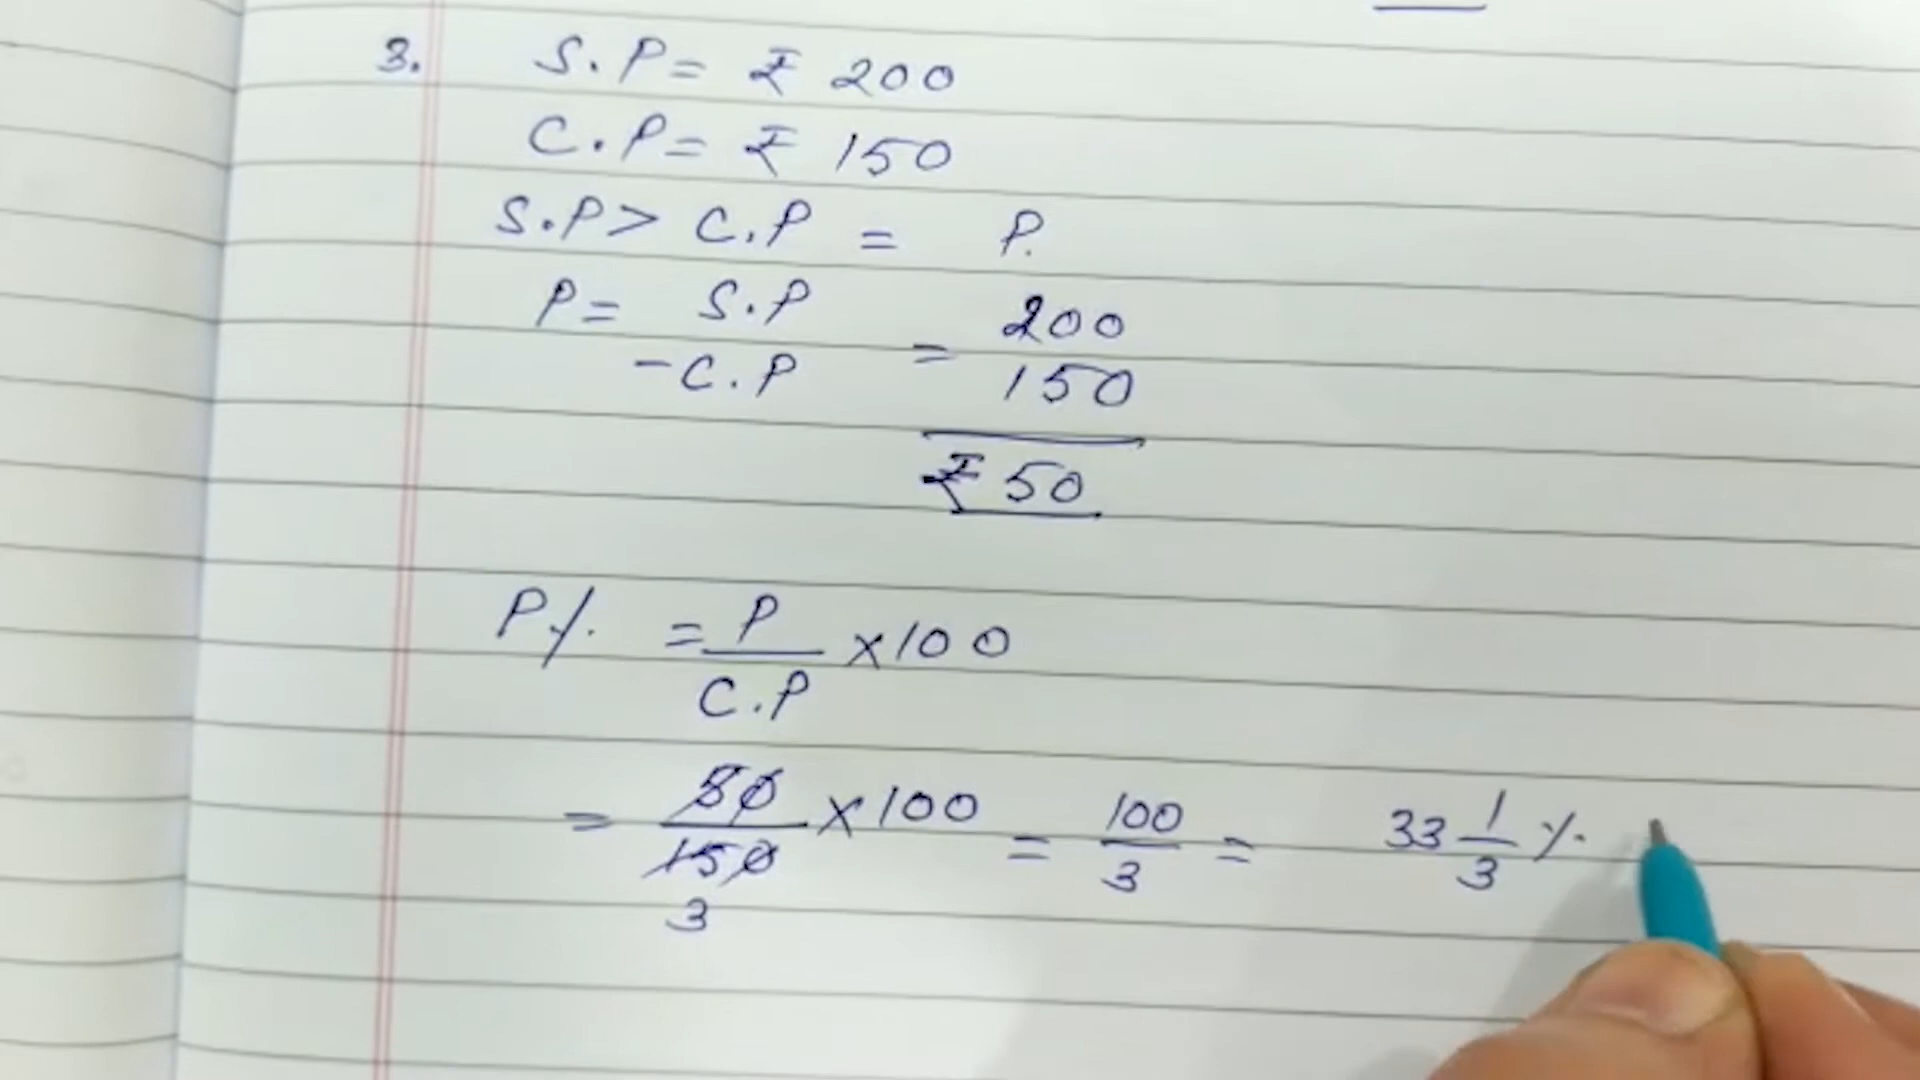 3. S.P = ₹ 200
C.P = ₹ 150
S.P > C.P = P.
P = S.P = 200
- C.P 150
₹ 50
P% = P/C.P × 100
= 50/150 × 100 = 100/3 = 33 1/3 %
3